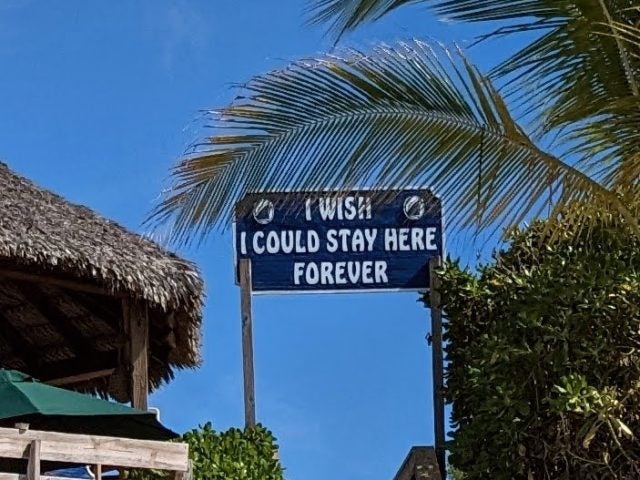 I WISH
I COULD STAY HERE
FOREVER